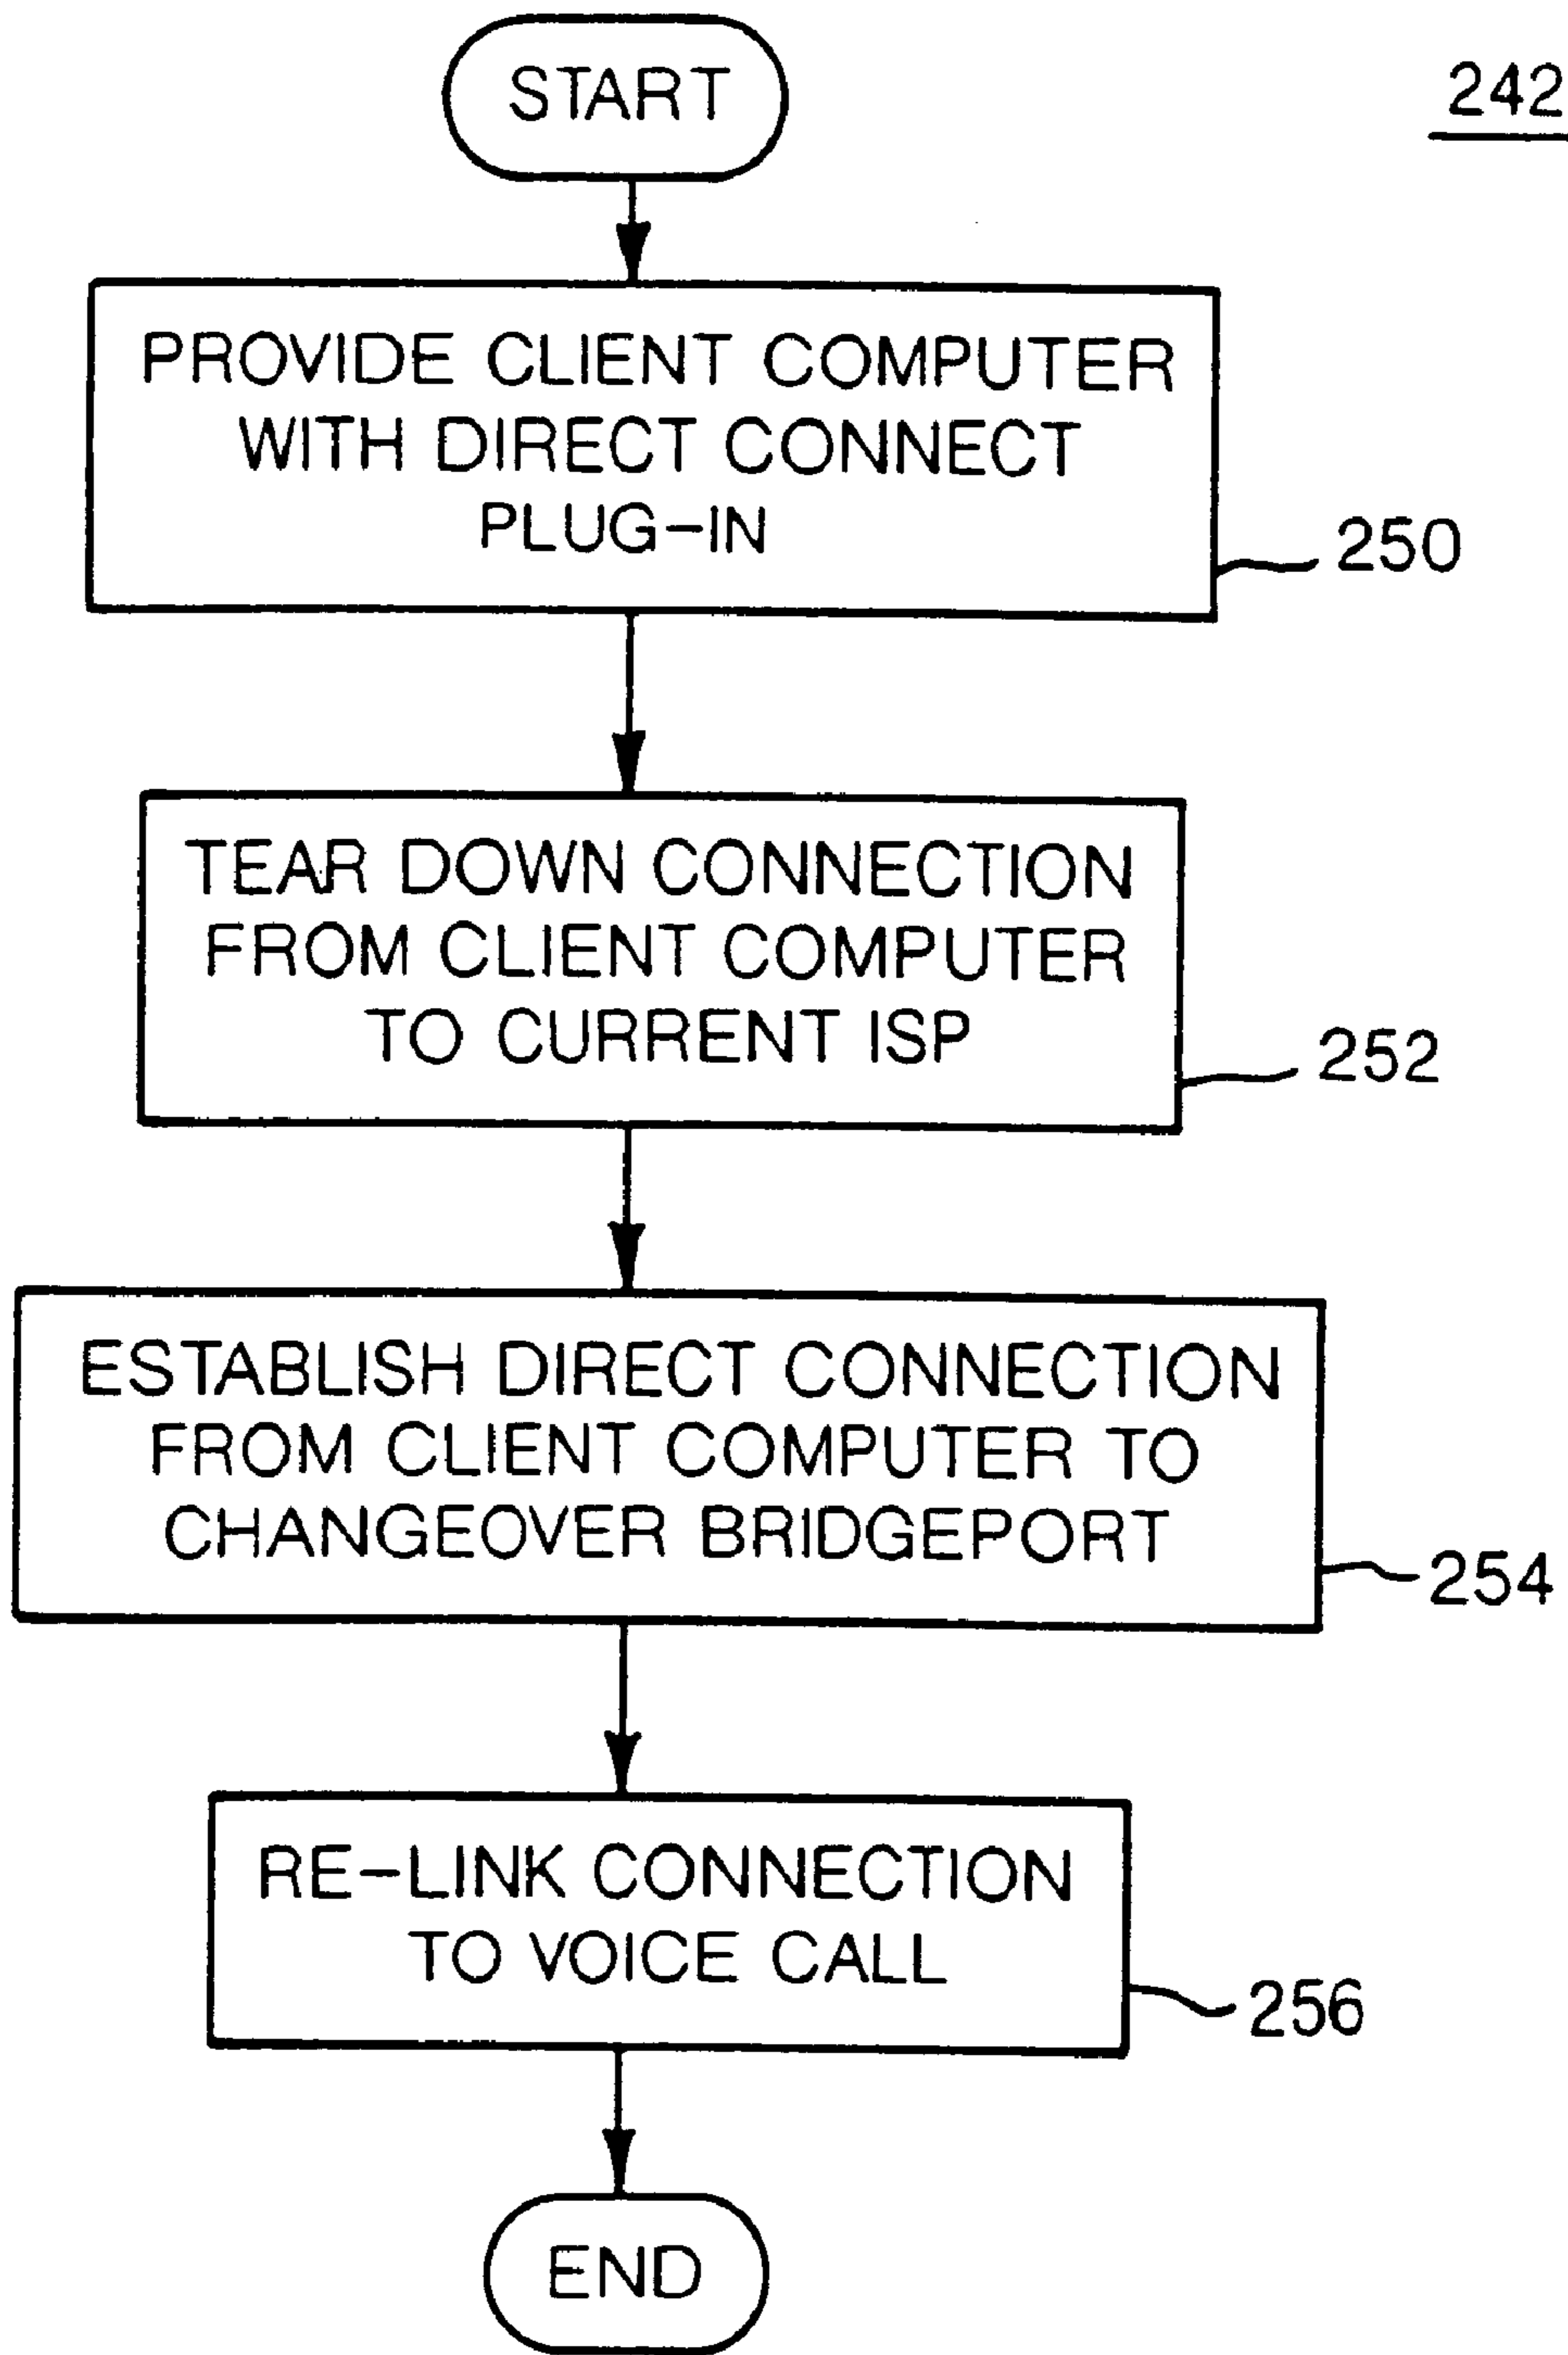 START
242
PROVIDE CLIENT COMPUTER
WITH DIRECT CONNECT
PLUG-IN
250
TEAR DOWN CONNECTION
FROM CLIENT COMPUTER
TO CURRENT ISP
252
ESTABLISH DIRECT CONNECTION
FROM CLIENT COMPUTER TO
CHANGEOVER BRIDGEPORT
254
RE-LINK CONNECTION
TO VOICE CALL
256
END